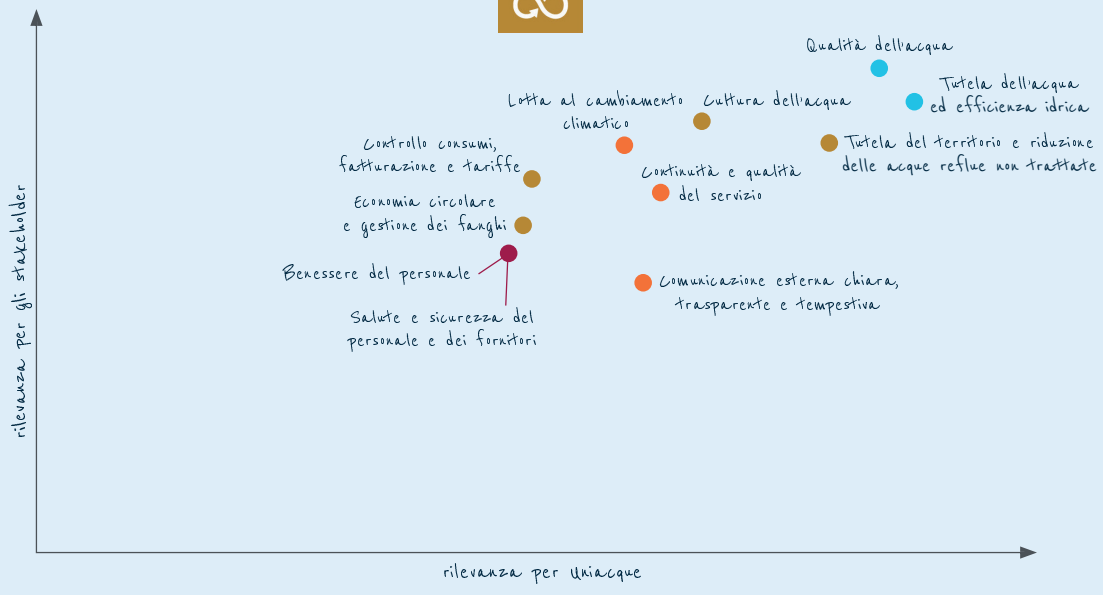 Qualità dell'acqua
Tutela dell'acqua
ed efficienza idrica
Lotta al cambiamento
climatico
Cultura dell'acqua
Tutela del territorio e riduzione
delle acque reflue non trattate
Controllo consumi,
fatturazione e tariffe
Continuità e qualità
del servizio
Economia circolare
e gestione dei fanghi
Benessere del personale
Comunicazione esterna chiara,
trasparente e tempestiva
Salute e sicurezza del
personale e dei fornitori
rilevanza per gli stakeholder
rilevanza per Uniacque